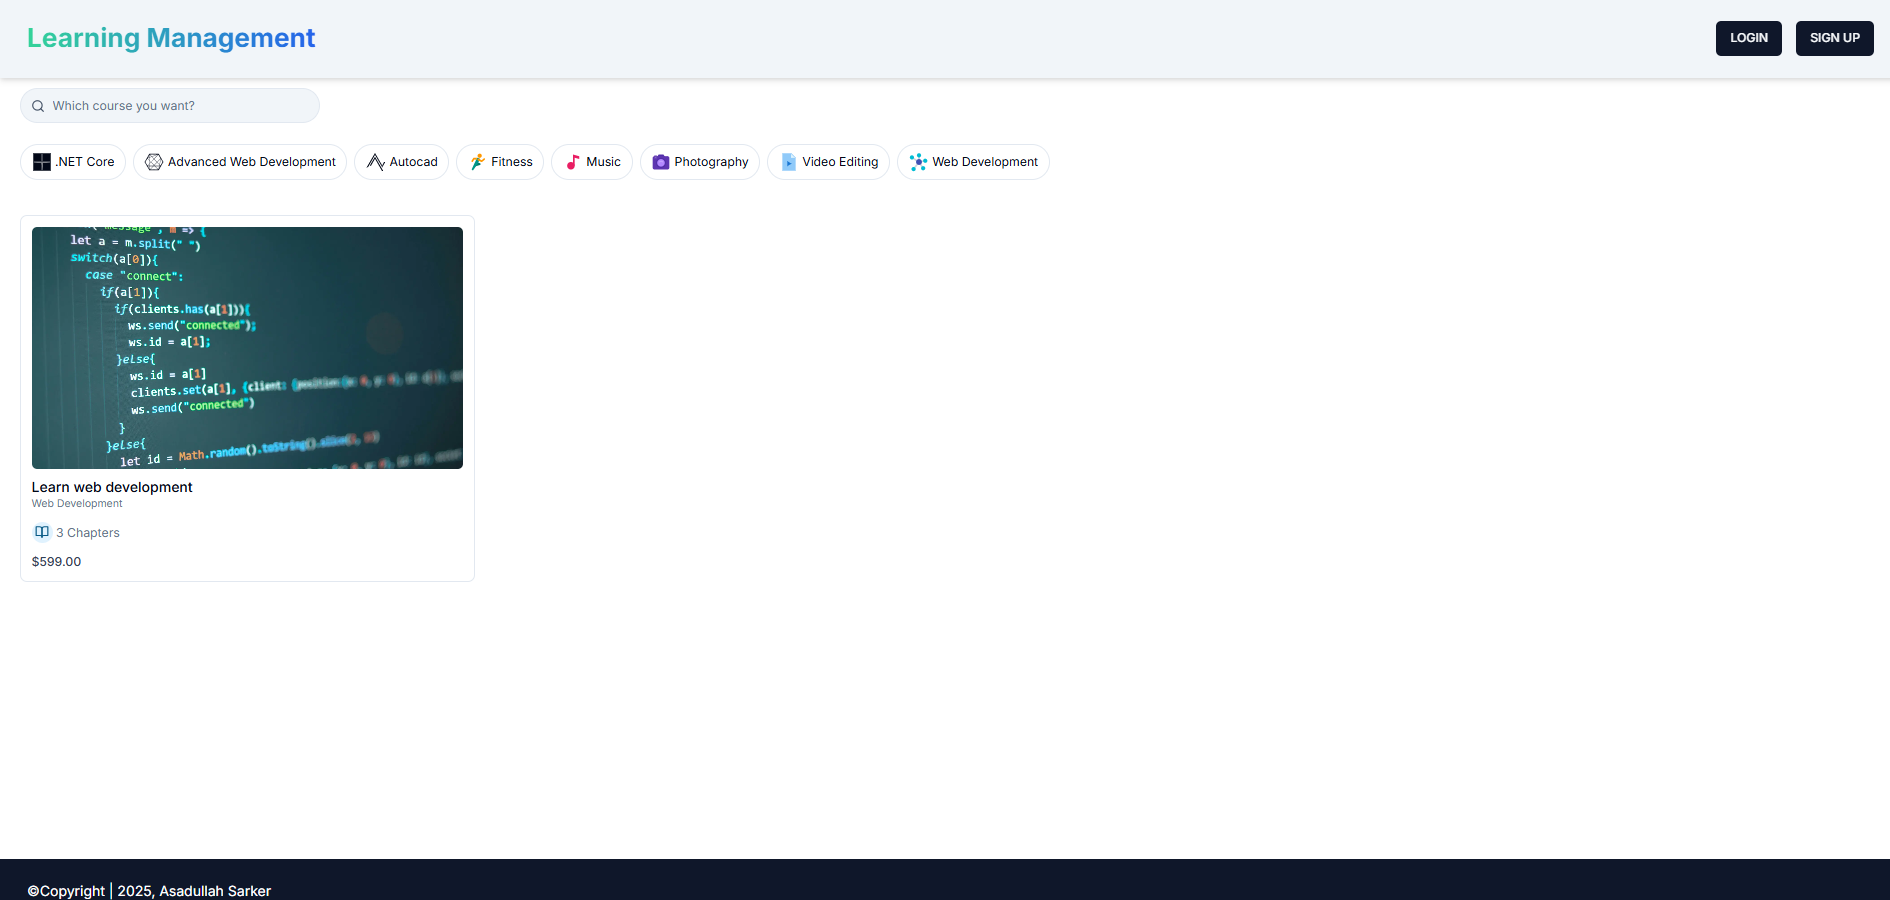 Learning Management
LOGIN
SIGN UP
Which course you want?
.NET Core
Advanced Web Development
Autocad
Fitness
Music
Photography
Video Editing
Web Development
let a = m.split(" ")
switch(a[0]){
case "connect":
if(a[1]){
if(clients.has(a[1])){
ws.send("connected");
ws.id = a[1];
}else{
ws.id = a[1]
clients.set(a[1], {client:
ws.send("connected")
}
}else{
let id = Math.random().toString().slice(
Learn web development
Web Development
3 Chapters
$599.00
©Copyright | 2025, Asadullah Sarker